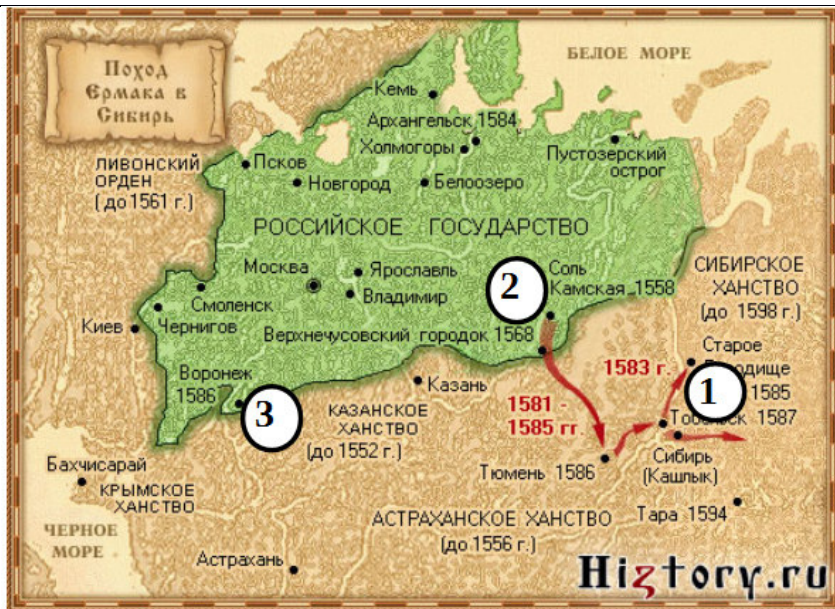 Поход
Ермака в
Сибирь
БЕЛОЕ МОРЕ
Кемь
Архангельск 1584
Холмогоры
Пустозерский
острог
ЛИВОНСКИЙ
ОРДЕН
(до 1561 г.)
Псков
Новгород
Белоозеро
РОССИЙСКОЕ ГОСУДАРСТВО
Москва
Ярославль
Владимир
2
Соль
Камская 1558
СИБИРСКОЕ
ХАНСТВО
(до 1598 г.)
Смоленск
Киев
Чернигов
Верхнечусовский городок 1568
Старое
1585
1583 г.
1
Воронеж
1586
3
Казань
КАЗАНСКОЕ
ХАНСТВО
(до 1552 г.)
1581 -
1585 гг.
1587
Сибирь
(Кашлык)
Тюмень 1586
Бахчисарай
КРЫМСКОЕ
ХАНСТВО
АСТРАХАНСКОЕ ХАНСТВО
(до 1556 г.)
Тара 1594
ЧЕРНОЕ
МОРЕ
Астрахань
Hiztory.ru